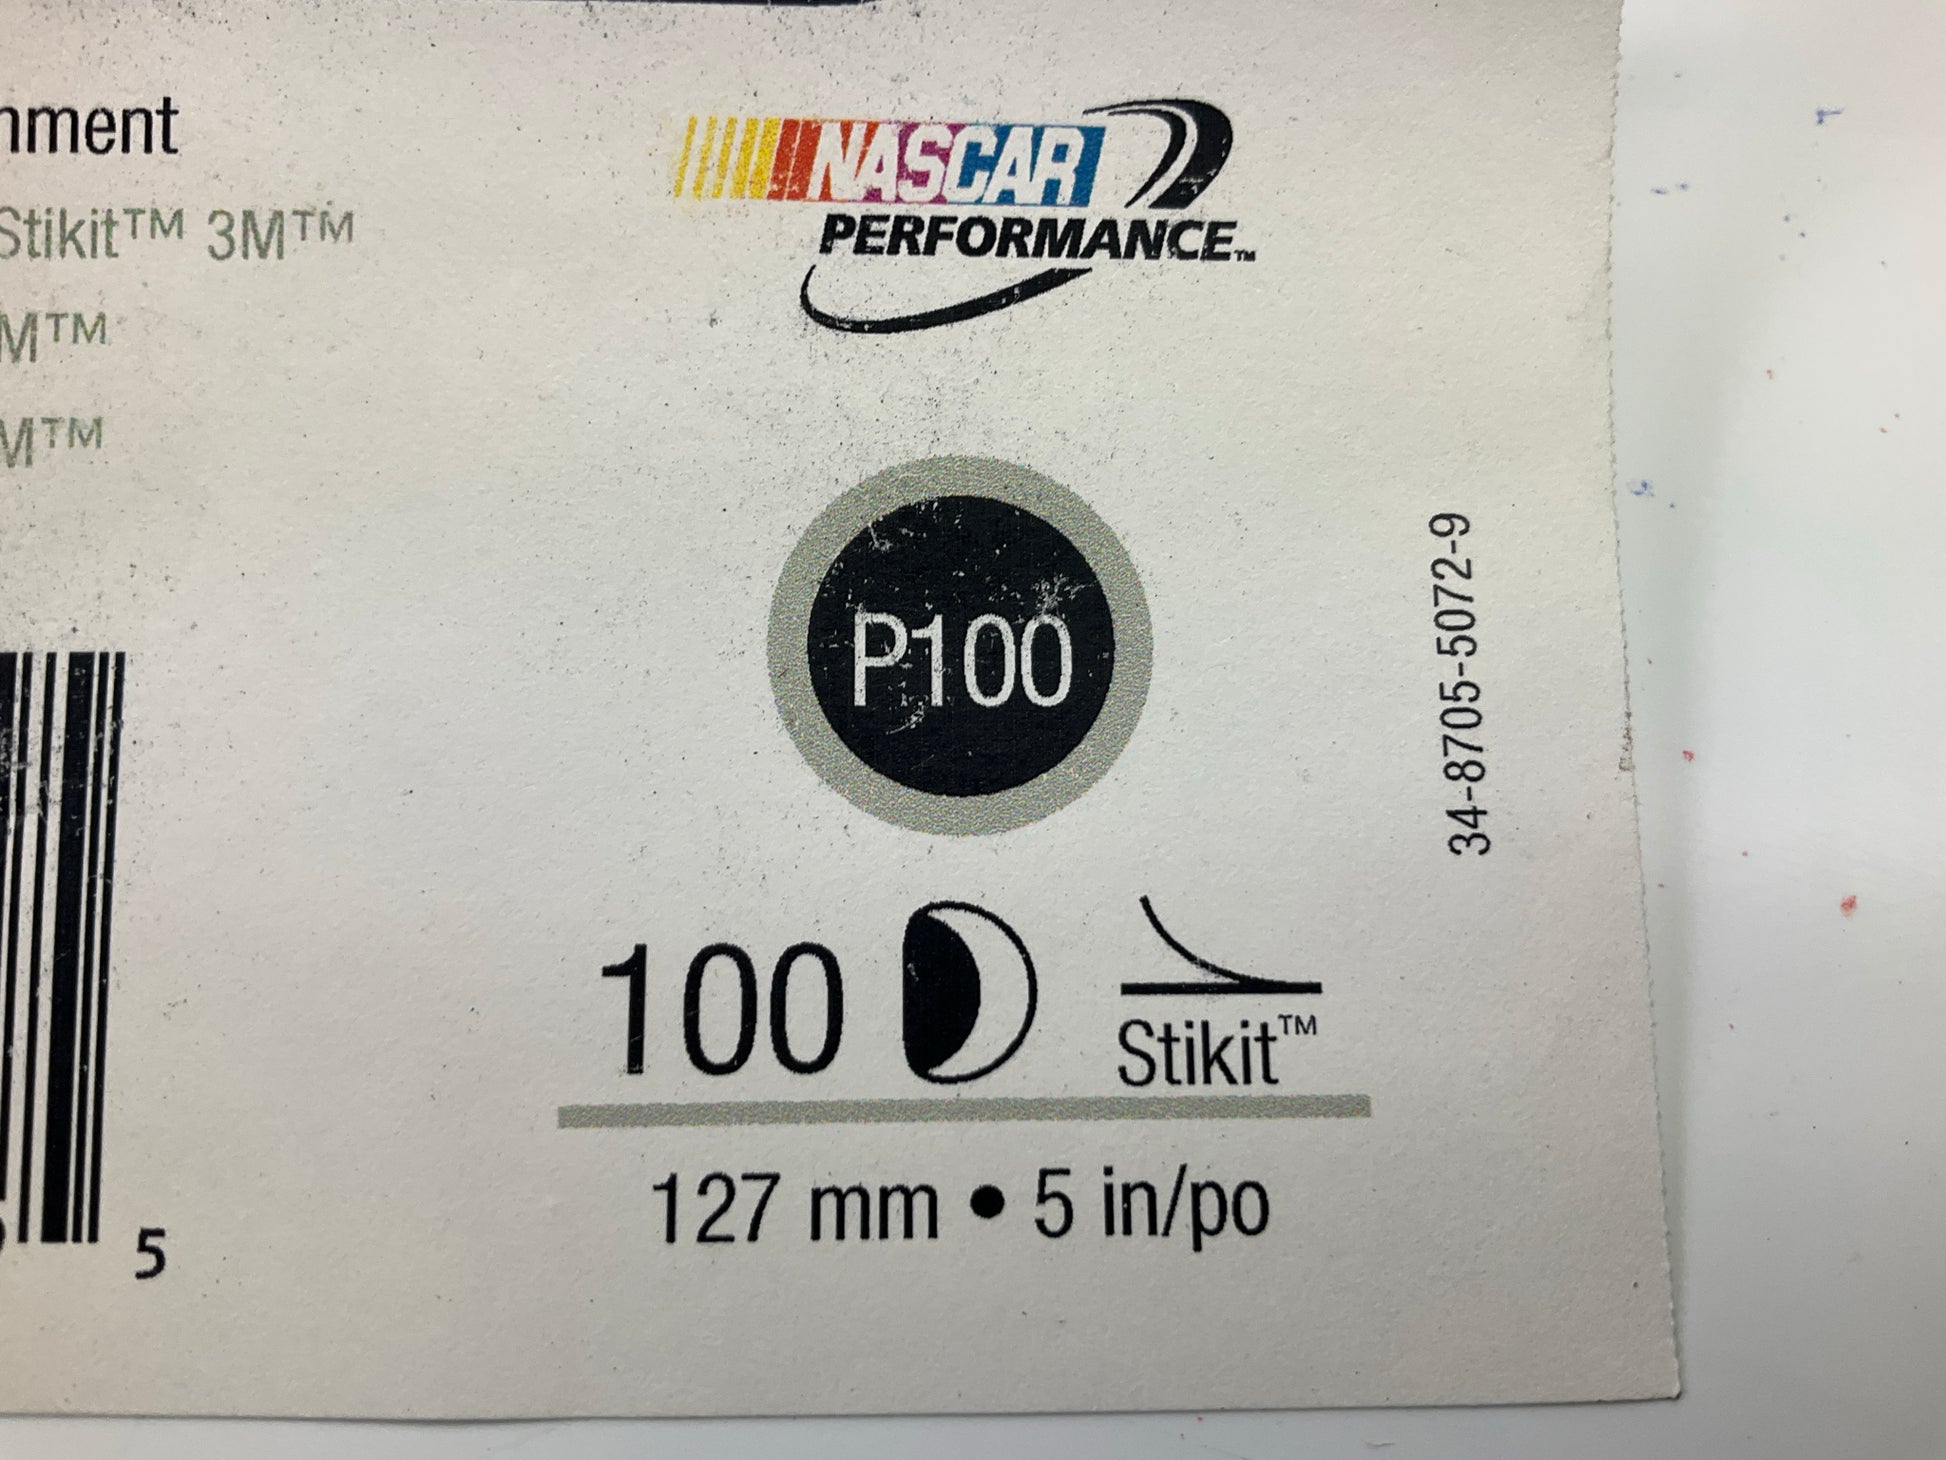 nment
Stikit™ 3M™
M™
M™
NASCAR
PERFORMANCE™
P100
34-8705-5072-9
100
Stikit™
127 mm • 5 in/po
5